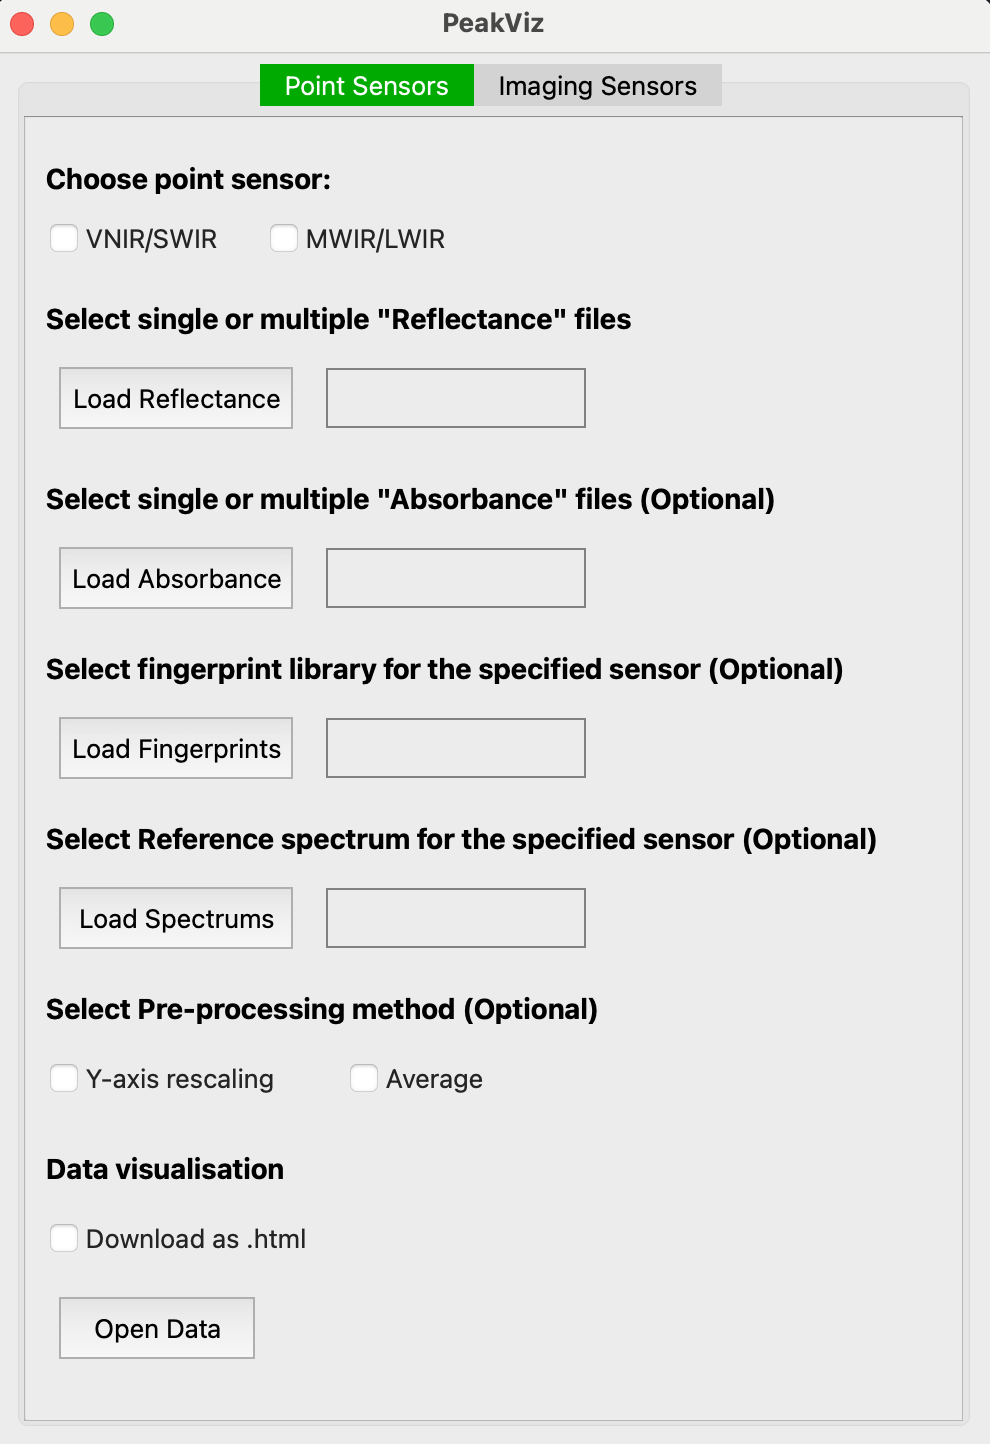 PeakViz
Point Sensors Imaging Sensors
Choose point sensor:
VNIR/SWIR MWIR/LWIR
Select single or multiple "Reflectance" files
Load Reflectance
Select single or multiple "Absorbance" files (Optional)
Load Absorbance
Select fingerprint library for the specified sensor (Optional)
Load Fingerprints
Select Reference spectrum for the specified sensor (Optional)
Load Spectrums
Select Pre-processing method (Optional)
Y-axis rescaling Average
Data visualisation
Download as .html
Open Data